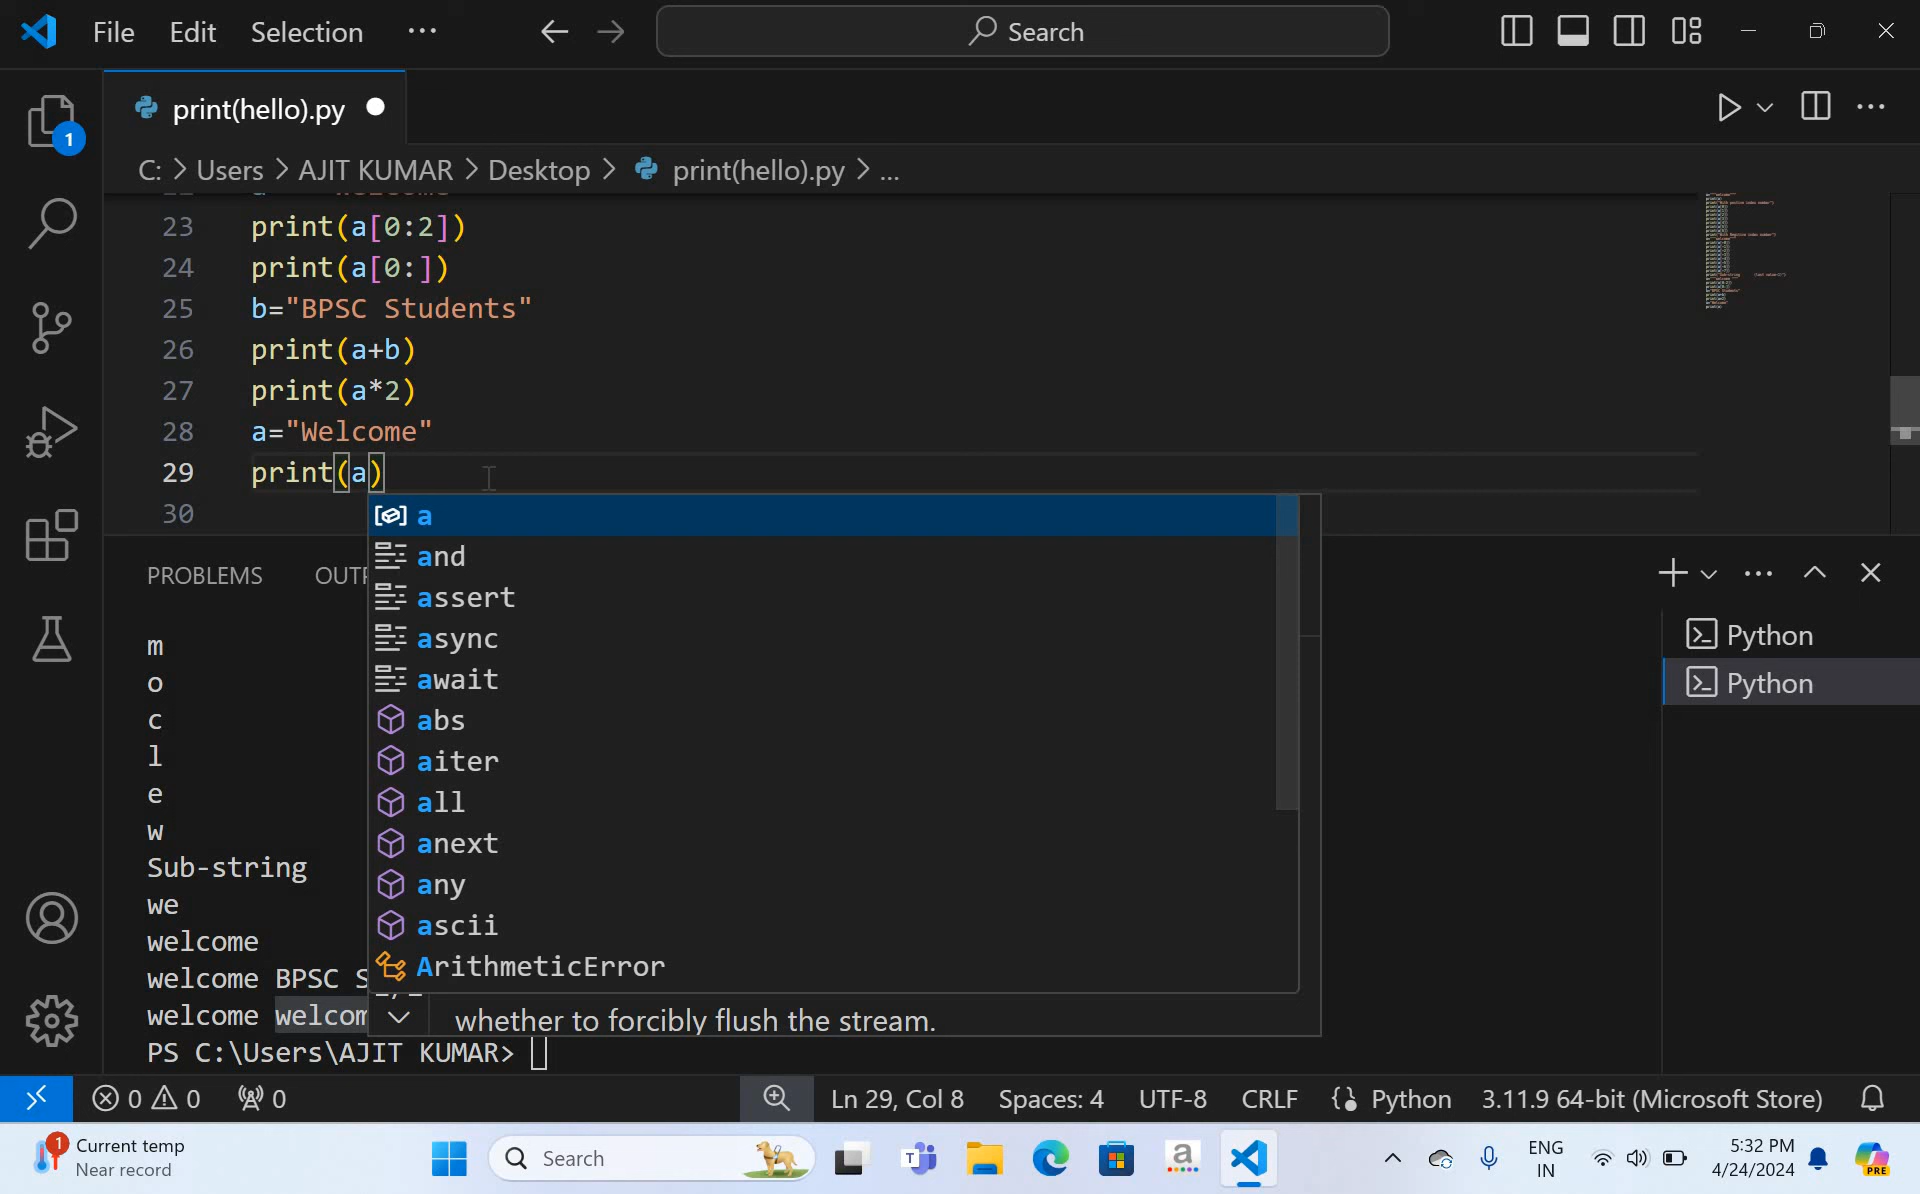 File Edit Selection ... Search
print(hello).py
1
C: > Users > AJIT KUMAR > Desktop > print(hello).py > ...
23 print(a[0:2])
24 print(a[0:])
25 b="BPSC Students"
26 print(a+b)
27 print(a*2)
28 a="Welcome"
29 print(a)
30
a
and
assert
async
await
abs
aiter
all
anext
any
ascii
ArithmeticError
whether to forcibly flush the stream.
PROBLEMS OUTP
m
o
c
l
e
w
Sub-string
we
welcome
welcome BPSC S
welcome welcom
PS C:\Users\AJIT KUMAR>
Python
Python
0 0 0 Ln 29, Col 8 Spaces: 4 UTF-8 CRLF Python 3.11.9 64-bit (Microsoft Store)
1 Current temp
Near record
Search
ENG
IN
5:32 PM
4/24/2024
PRE